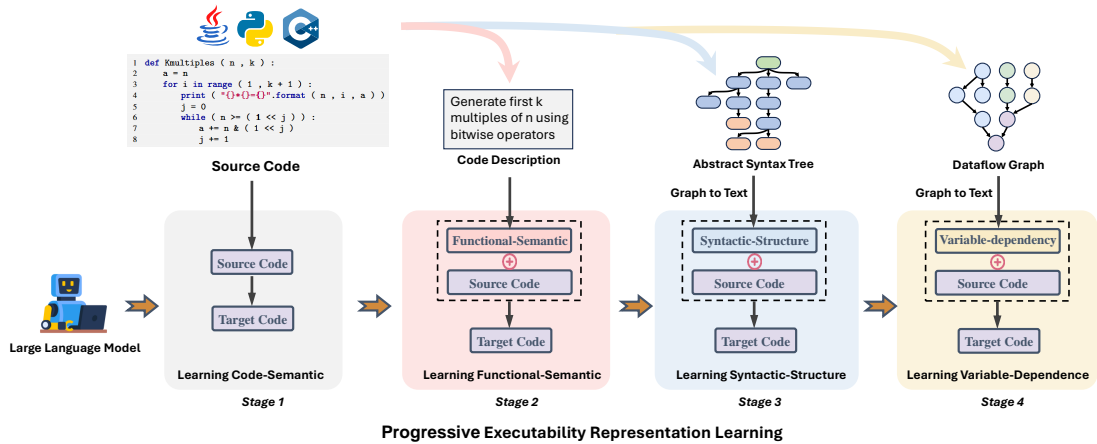 C++
1 def Kmultiples ( n , k ) :
2 a = n
3 for i in range ( 1 , k + 1 ) :
4 print ( "{}*{}={}".format ( n , i , a ) )
5 j = 0
6 while ( n >= ( 1 << j ) ) :
7 a += n & ( 1 << j )
8 j += 1
Source Code
Generate first k
multiples of n using
bitwise operators
Code Description
Abstract Syntax Tree
Dataflow Graph
Graph to Text
Graph to Text
Large Language Model
Source Code
Target Code
Learning Code-Semantic
Stage 1
Functional-Semantic
+
Source Code
Target Code
Learning Functional-Semantic
Stage 2
Syntactic-Structure
+
Source Code
Target Code
Learning Syntactic-Structure
Stage 3
Variable-dependency
+
Source Code
Target Code
Learning Variable-Dependence
Stage 4
Progressive Executability Representation Learning